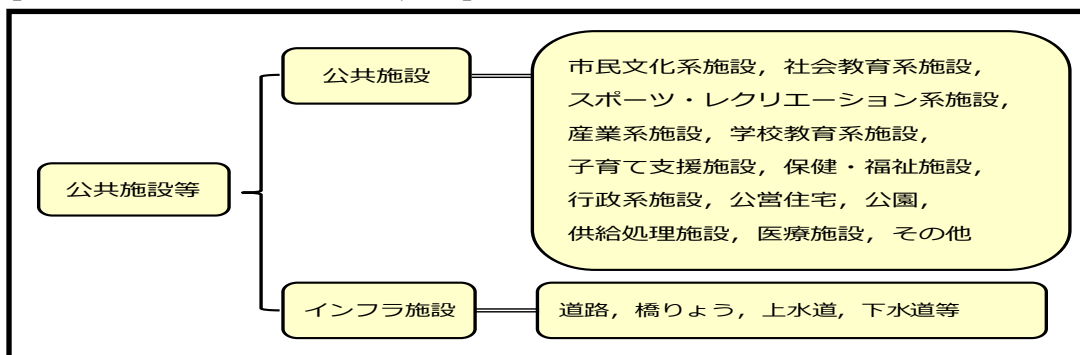 公共施設等
公共施設
市民文化系施設，社会教育系施設，
スポーツ・レクリエーション系施設，
産業系施設，学校教育系施設，
子育て支援施設，保健・福祉施設，
行政系施設，公営住宅，公園，
供給処理施設，医療施設，その他
インフラ施設
道路，橋りょう，上水道，下水道等